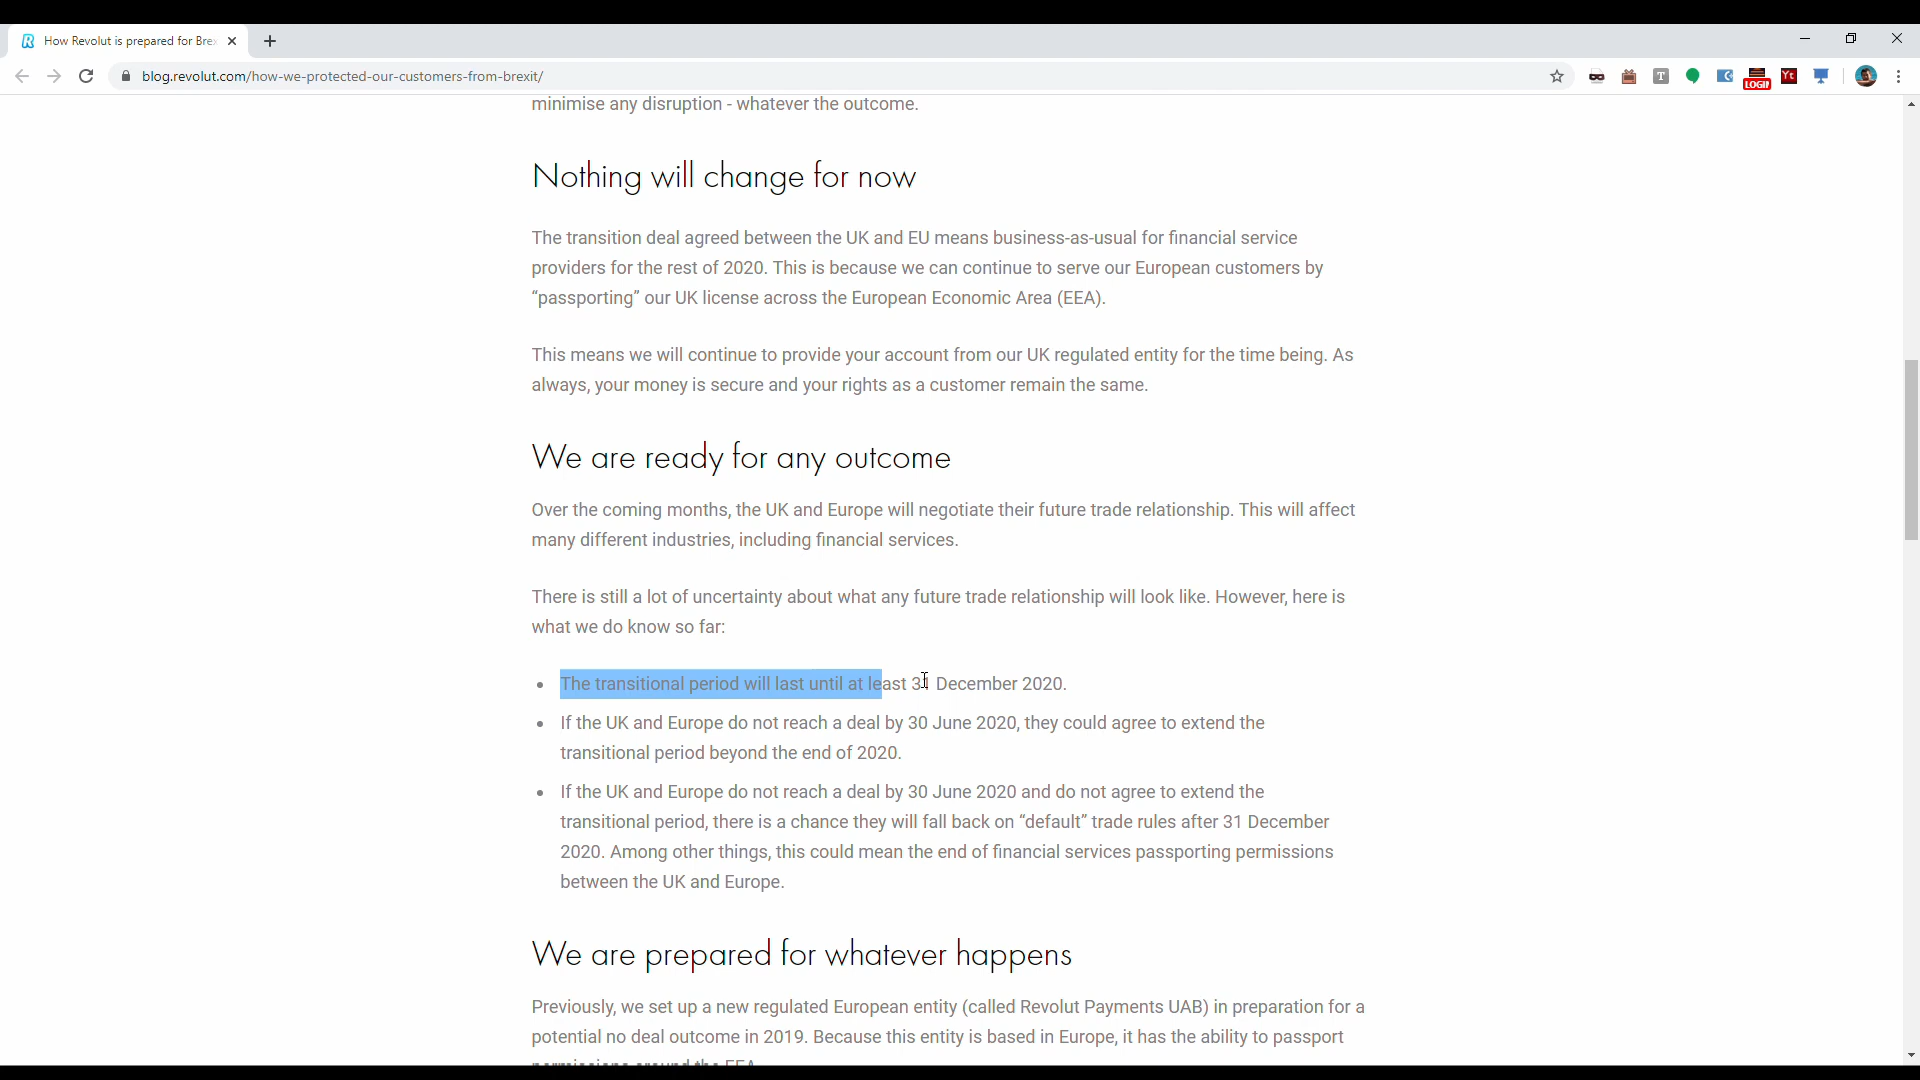 How Revolut is prepared for Bre
blog.revolut.com/how-we-protected-our-customers-from-brexit/
T
LOGIN
Yt
minimise any disruption - whatever the outcome.
Nothing will change for now
The transition deal agreed between the UK and EU means business-as-usual for financial service
providers for the rest of 2020. This is because we can continue to serve our European customers by
“passporting” our UK license across the European Economic Area (EEA).
This means we will continue to provide your account from our UK regulated entity for the time being. As
always, your money is secure and your rights as a customer remain the same.
We are ready for any outcome
Over the coming months, the UK and Europe will negotiate their future trade relationship. This will affect
many different industries, including financial services.
There is still a lot of uncertainty about what any future trade relationship will look like. However, here is
what we do know so far:
• The transitional period will last until at least 31 December 2020.
• If the UK and Europe do not reach a deal by 30 June 2020, they could agree to extend the
transitional period beyond the end of 2020.
• If the UK and Europe do not reach a deal by 30 June 2020 and do not agree to extend the
transitional period, there is a chance they will fall back on “default” trade rules after 31 December
2020. Among other things, this could mean the end of financial services passporting permissions
between the UK and Europe.
We are prepared for whatever happens
Previously, we set up a new regulated European entity (called Revolut Payments UAB) in preparation for a
potential no deal outcome in 2019. Because this entity is based in Europe, it has the ability to passport
permissions around the EEA.